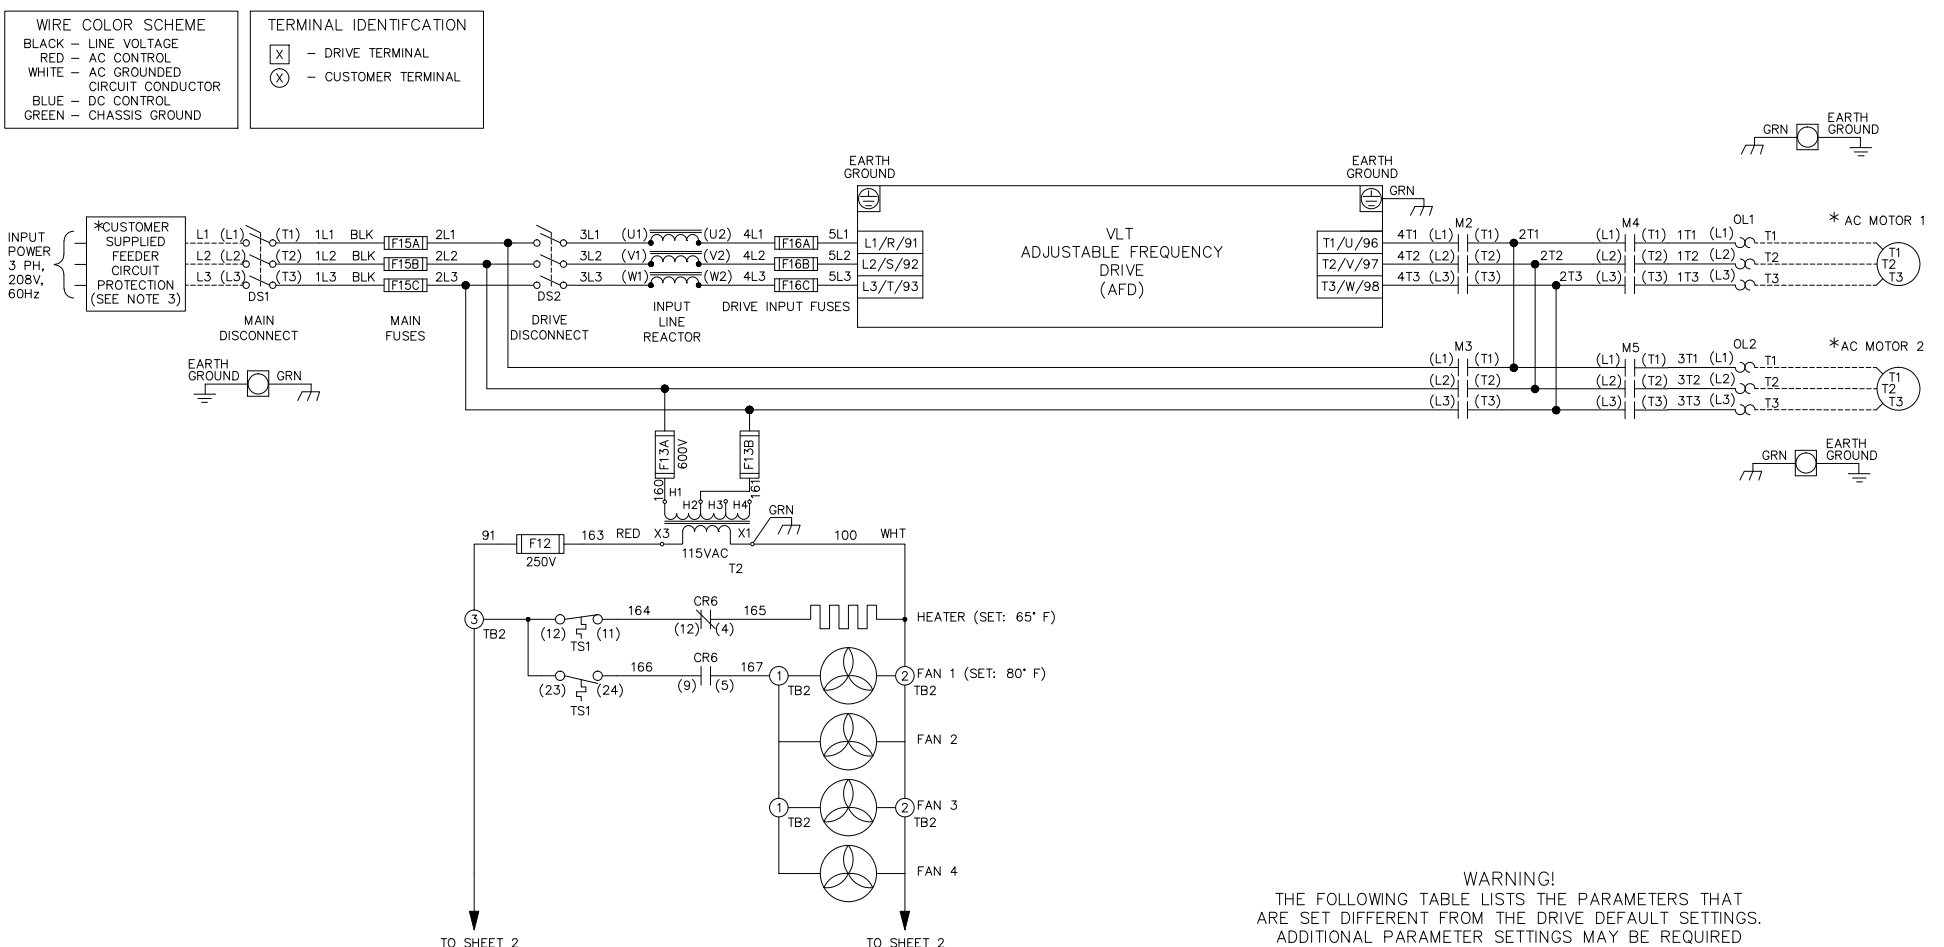 WIRE COLOR SCHEME
BLACK – LINE VOLTAGE
RED – AC CONTROL
WHITE – AC GROUNDED
CIRCUIT CONDUCTOR
BLUE – DC CONTROL
GREEN – CHASSIS GROUND
TERMINAL IDENTIFCATION
X – DRIVE TERMINAL
X – CUSTOMER TERMINAL
GRN
EARTH
GROUND
INPUT
POWER
3 PH,
208V,
60Hz
*CUSTOMER
SUPPLIED
FEEDER
CIRCUIT
PROTECTION
(SEE NOTE 3)
L1 (L1) (T1) 1L1 BLK F15A 2L1
L2 (L2) (T2) 1L2 BLK F15B 2L2
L3 (L3) (T3) 1L3 BLK F15C 2L3
DS1
MAIN
DISCONNECT
MAIN
FUSES
3L1 (U1) (U2) 4L1 F16A 5L1
3L2 (V1) (V2) 4L2 F16B 5L2
3L3 (W1) (W2) 4L3 F16C 5L3
DS2
DRIVE
DISCONNECT
INPUT
LINE
REACTOR
DRIVE INPUT FUSES
EARTH
GROUND
L1/R/91
L2/S/92
L3/T/93
VLT
ADJUSTABLE FREQUENCY
DRIVE
(AFD)
EARTH
GROUND
GRN
T1/U/96
T2/V/97
T3/W/98
M2
M4
OL1
* AC MOTOR 1
4T1 (L1) (T1) 2T1 (L1) (T1) 1T1 (L1) T1
4T2 (L2) (T2) 2T2 (L2) (T2) 1T2 (L2) T2
4T3 (L3) (T3) 2T3 (L3) (T3) 1T3 (L3) T3
T1
T2
T3
EARTH
GROUND
GRN
M3
M5
OL2
*AC MOTOR 2
(L1) (T1) (L1) (T1) 3T1 (L1) T1
(L2) (T2) (L2) (T2) 3T2 (L2) T2
(L3) (T3) (L3) (T3) 3T3 (L3) T3
T1
T2
T3
GRN
EARTH
GROUND
F13A
600V
F13B
160
161
H1
H2
H3
H4
GRN
91
F12
250V
163
RED
X3
X1
115VAC
T2
100
WHT
3
TB2
(12)
(11)
TS1
164
CR6
(12)
(4)
165
HEATER (SET: 65° F)
(23)
(24)
TS1
166
CR6
(9)
(5)
167
1
TB2
2
TB2
FAN 1 (SET: 80° F)
FAN 2
1
TB2
2
TB2
FAN 3
FAN 4
TO SHEET 2
TO SHEET 2
WARNING!
THE FOLLOWING TABLE LISTS THE PARAMETERS THAT
ARE SET DIFFERENT FROM THE DRIVE DEFAULT SETTINGS.
ADDITIONAL PARAMETER SETTINGS MAY BE REQUIRED